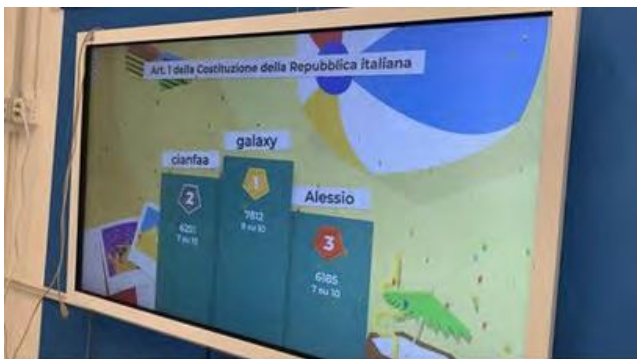 Art. 1 della Costituzione della Repubblica italiana
galaxy
cianfaa
Alessio
1
7812
2
7 su 10
3
6185
7 su 10